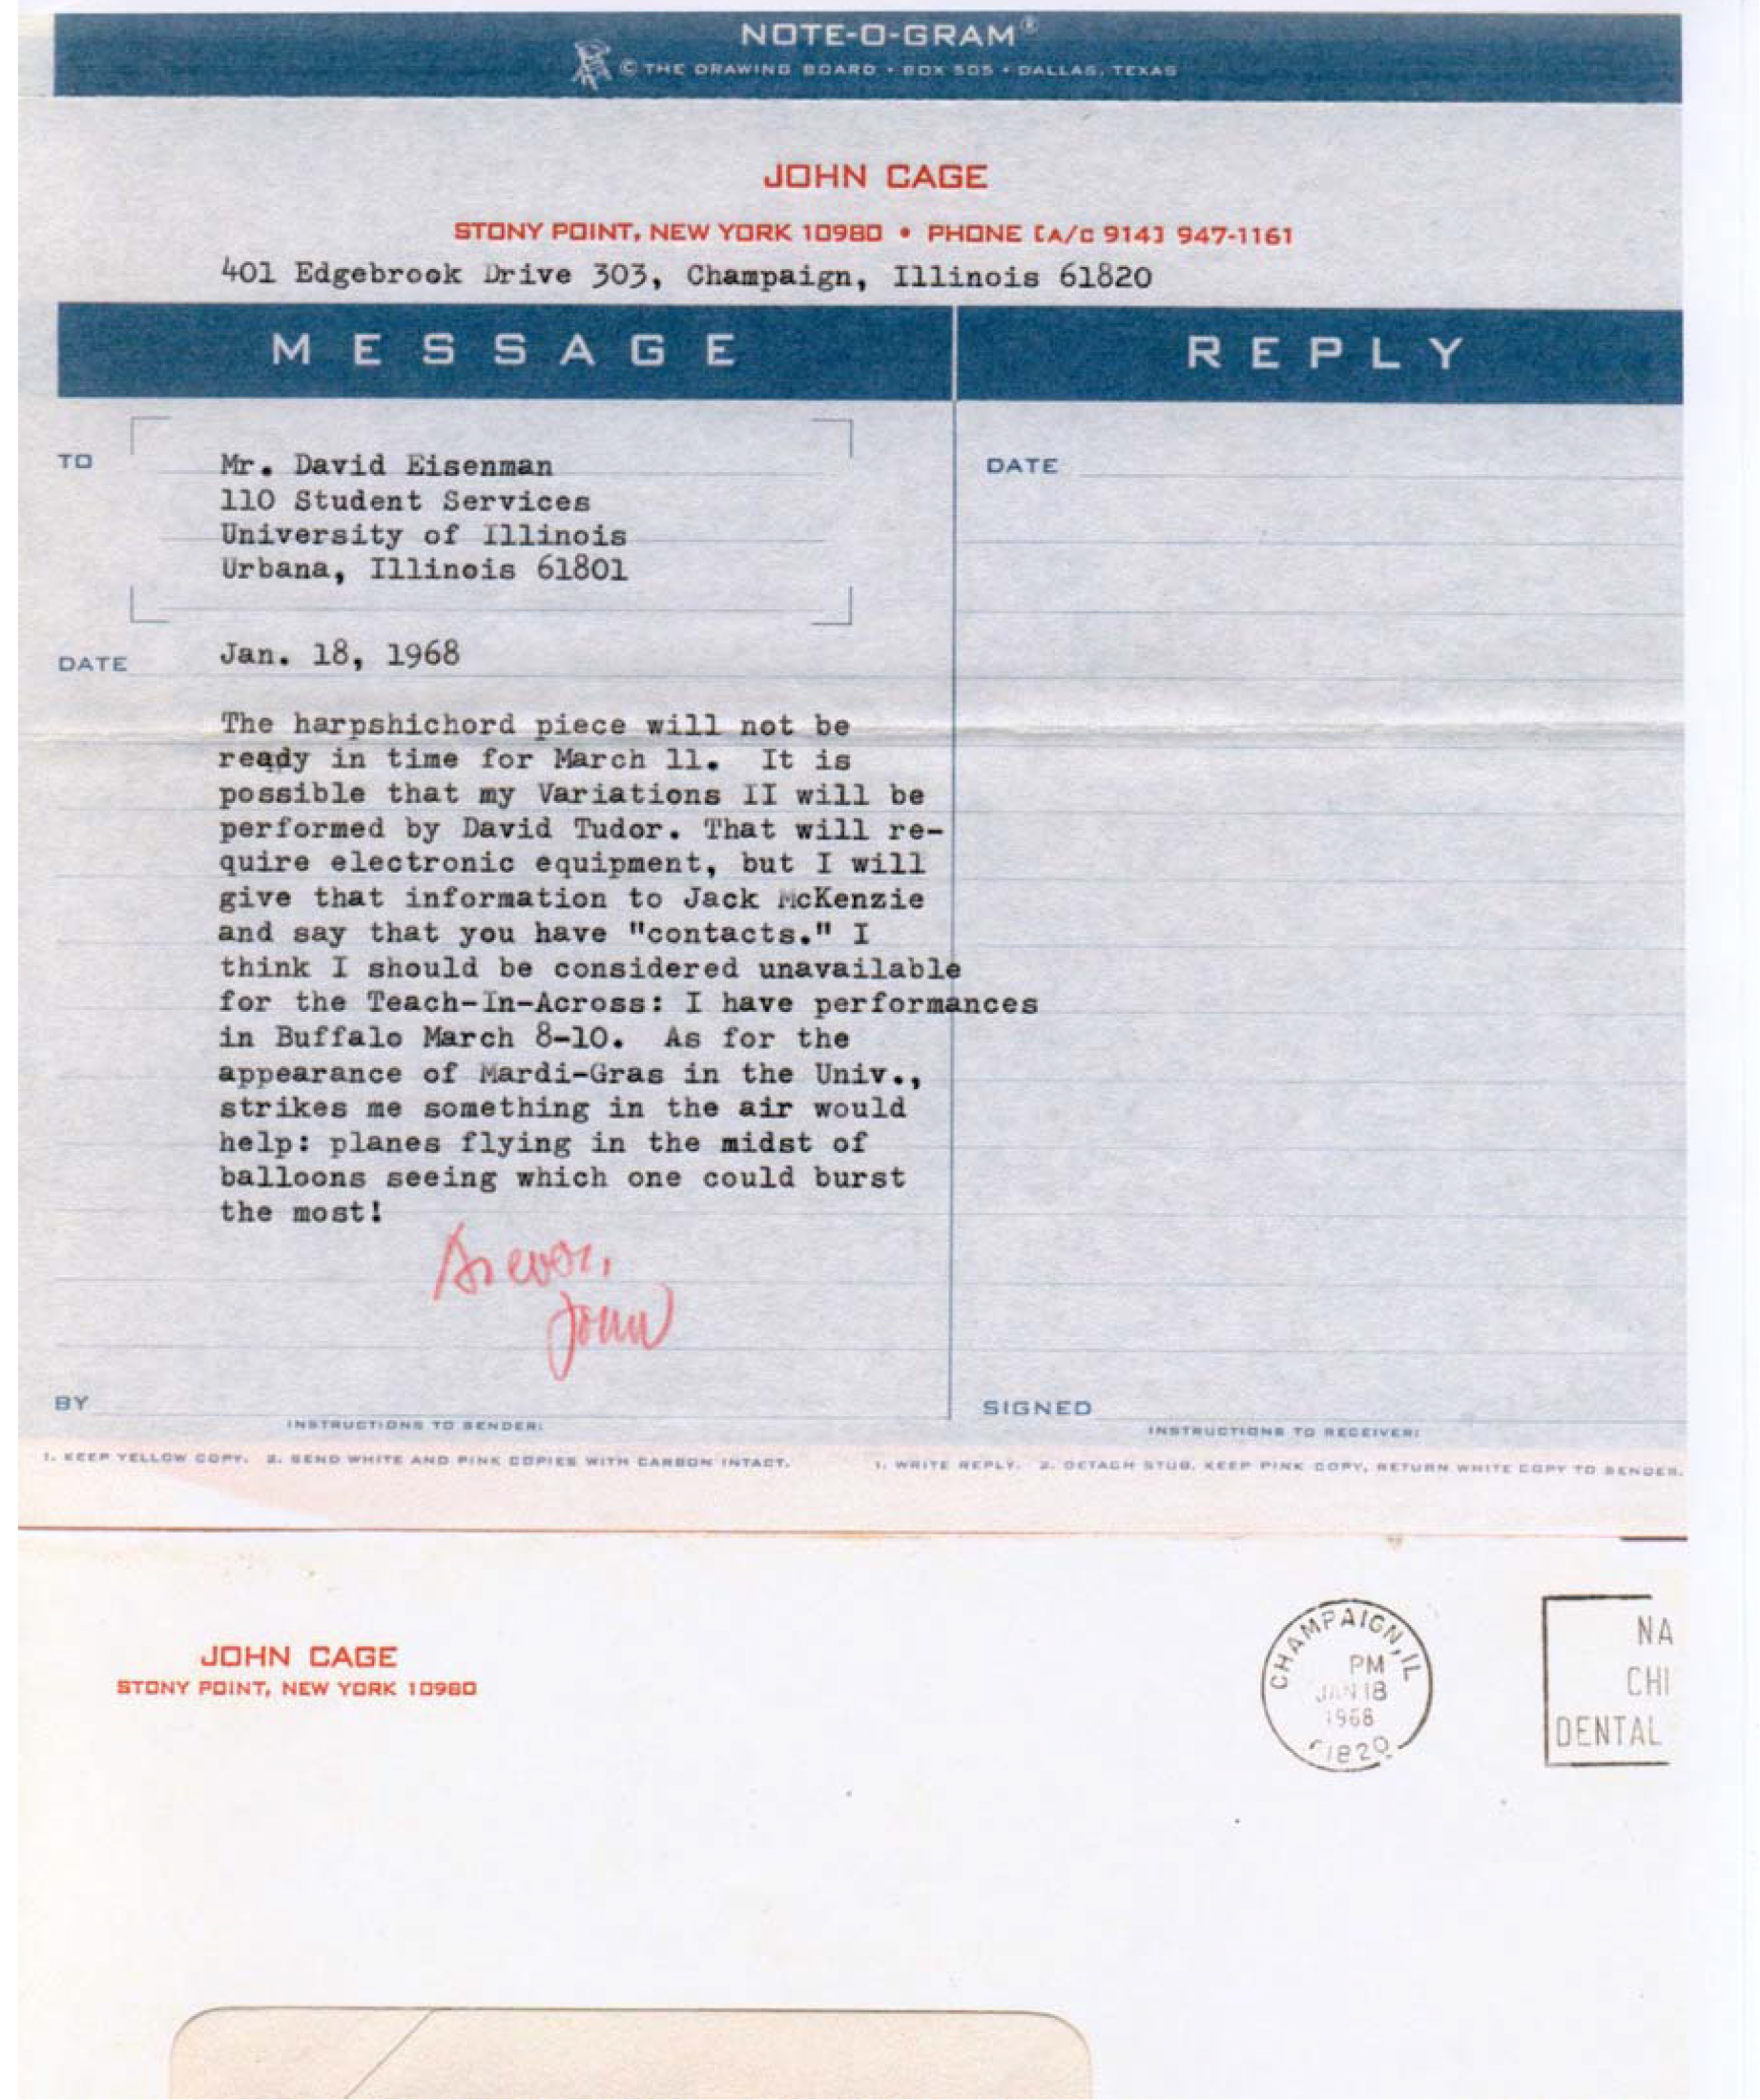 NOTE-O-GRAM®
© THE DRAWING BOARD • BOX 505 • DALLAS, TEXAS
JOHN CAGE
STONY POINT, NEW YORK 10980 • PHONE [A/C 914] 947-1161
401 Edgebrook Drive 303, Champaign, Illinois 61820
MESSAGE
REPLY
TO
Mr. David Eisenman
110 Student Services
University of Illinois
Urbana, Illinois 61801
DATE
Jan. 18, 1968
The harpshichord piece will not be
ready in time for March 11. It is
possible that my Variations II will be
performed by David Tudor. That will re-
quire electronic equipment, but I will
give that information to Jack McKenzie
and say that you have "contacts." I
think I should be considered unavailable
for the Teach-In-Across: I have performances
in Buffalo March 8-10. As for the
appearance of Mardi-Gras in the Univ.,
strikes me something in the air would
help: planes flying in the midst of
balloons seeing which one could burst
the most!
John
BY
INSTRUCTIONS TO SENDER:
1. KEEP YELLOW COPY. 2. SEND WHITE AND PINK COPIES WITH CARBON INTACT.
DATE
SIGNED
INSTRUCTIONS TO RECEIVER:
1. WRITE REPLY. 2. DETACH STUB, KEEP PINK COPY, RETURN WHITE COPY TO SENDER.
JOHN CAGE
STONY POINT, NEW YORK 10980
CHAMPAIGN, IL
PM
JAN 18
1968
61820
NA
CHI
DENTAL